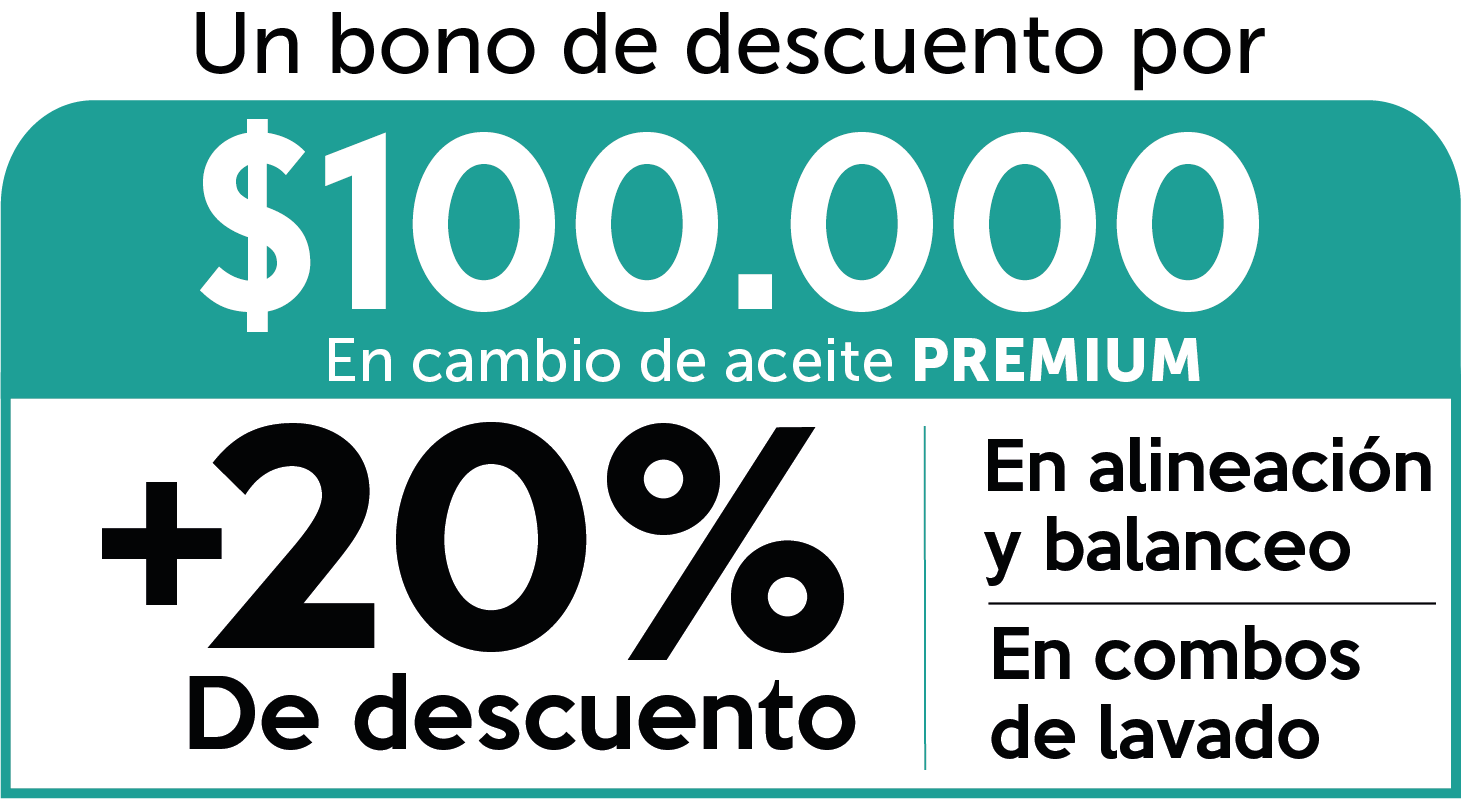 Un bono de descuento por
$100.000
En cambio de aceite PREMIUM
+20%
De descuento
En alineación
y balanceo
En combos
de lavado